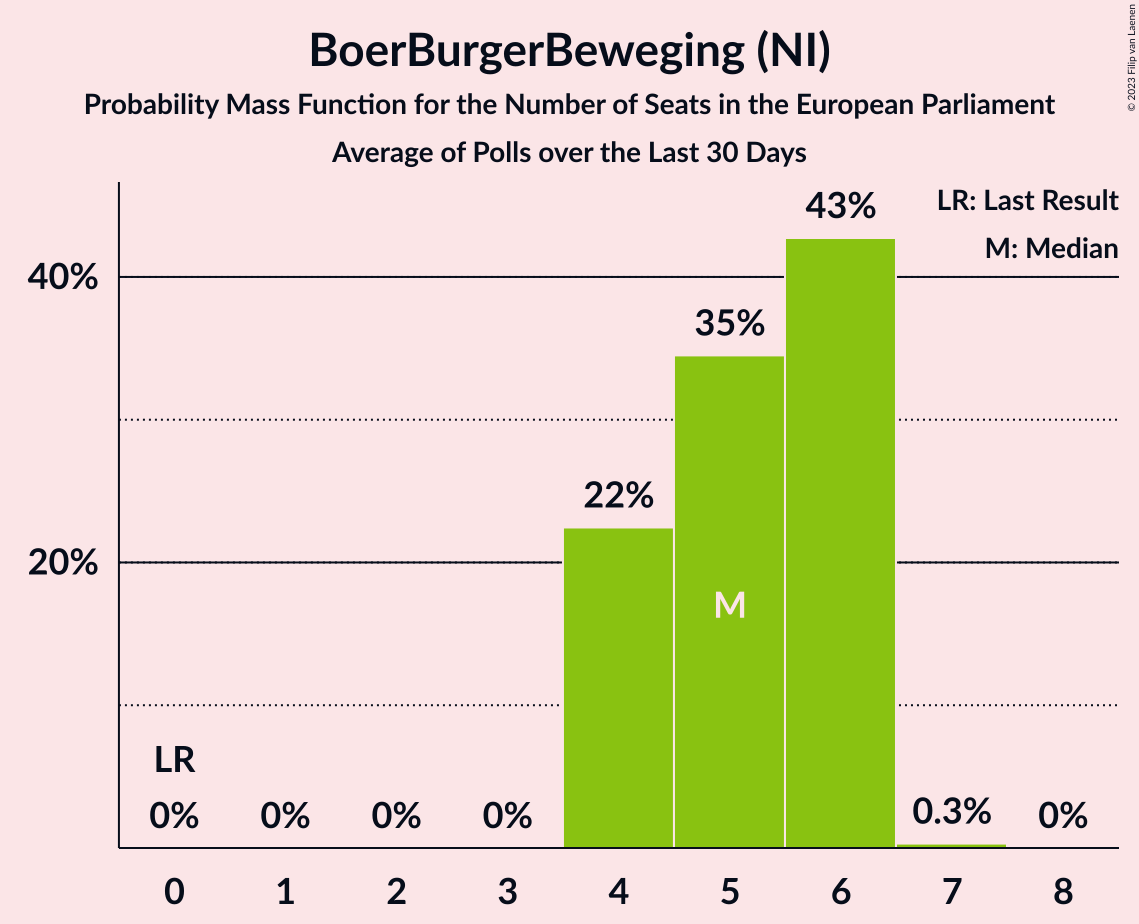 BoerBurgerBeweging (NI)
Probability Mass Function for the Number of Seats in the European Parliament
Average of Polls over the Last 30 Days
© 2023 Filip van Laenen
LR: Last Result
M: Median
43%
40%
35%
22%
20%
M
LR
0% 0% 0% 0% 0.3% 0%
0 1 2 3 4 5 6 7 8